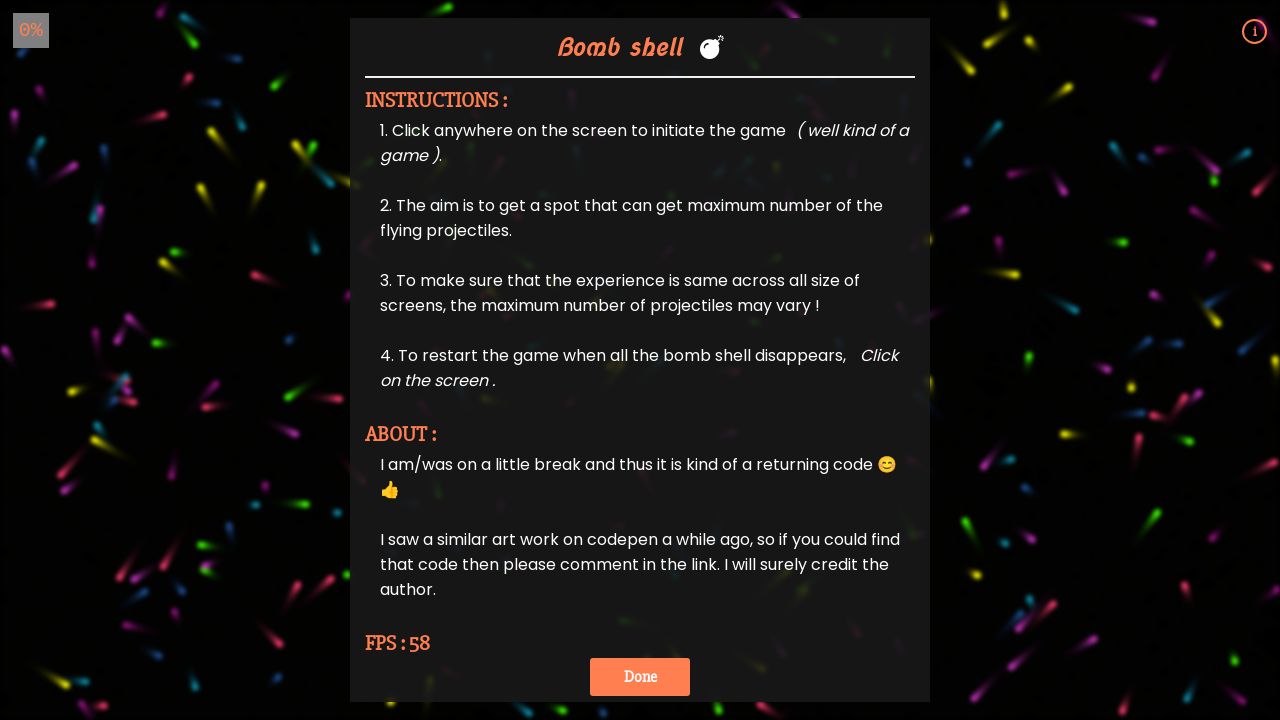 0%
Bomb shell 💣
i
INSTRUCTIONS :
1. Click anywhere on the screen to initiate the game ( well kind of a
game ).
2. The aim is to get a spot that can get maximum number of the
flying projectiles.
3. To make sure that the experience is same across all size of
screens, the maximum number of projectiles may vary !
4. To restart the game when all the bomb shell disappears, Click
on the screen .
ABOUT :
I am/was on a little break and thus it is kind of a returning code 😊
👍
I saw a similar art work on codepen a while ago, so if you could find
that code then please comment in the link. I will surely credit the
author.
FPS : 58
Done